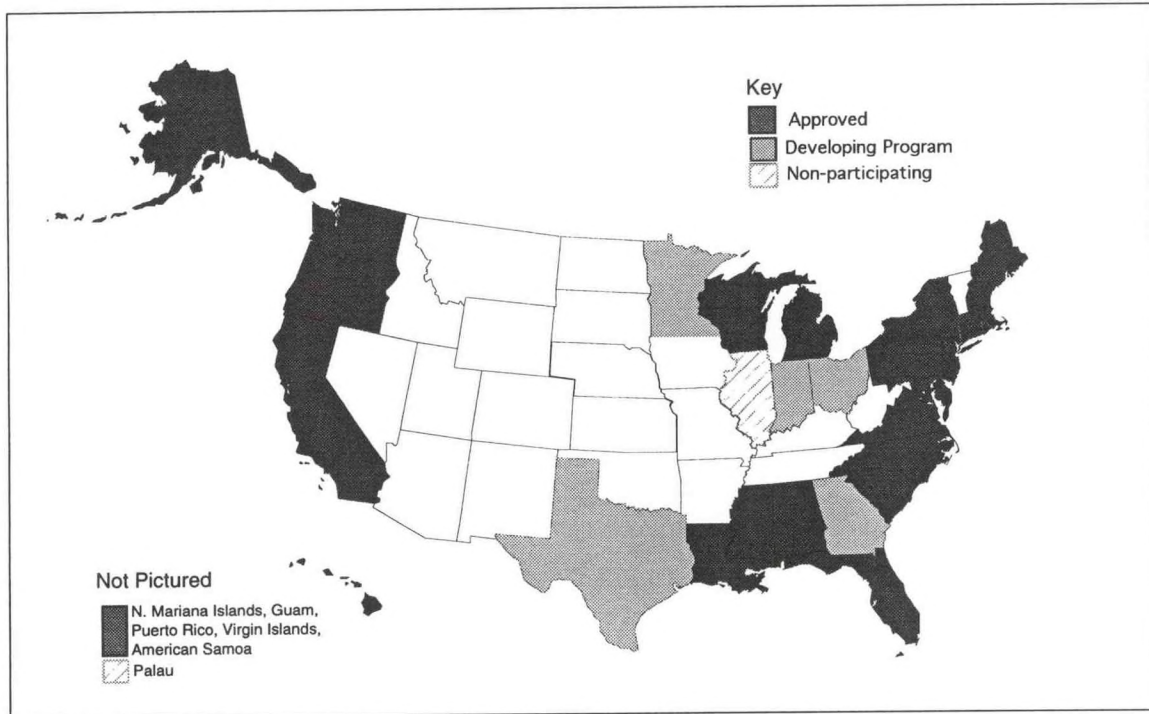 Key
Approved
Developing Program
Non-participating
Not Pictured
N. Mariana Islands, Guam,
Puerto Rico, Virgin Islands,
American Samoa
Palau